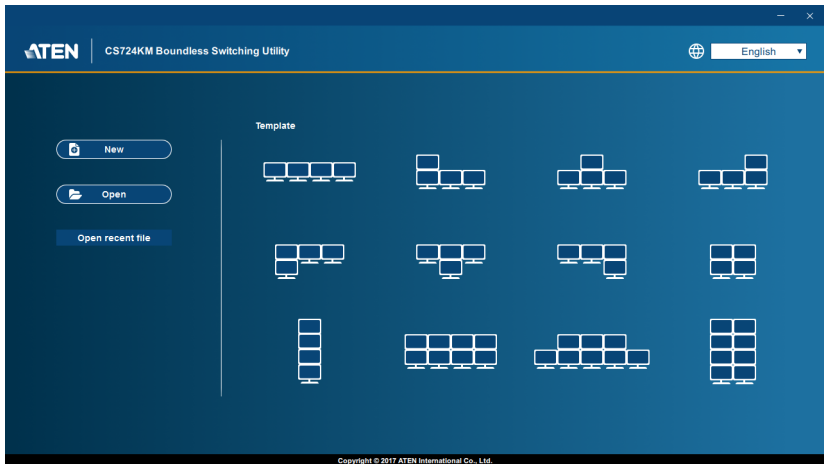 ATEN
CS724KM Boundless Switching Utility
English
Template
New
Open
Open recent file
Copyright © 2017 ATEN International Co., Ltd.